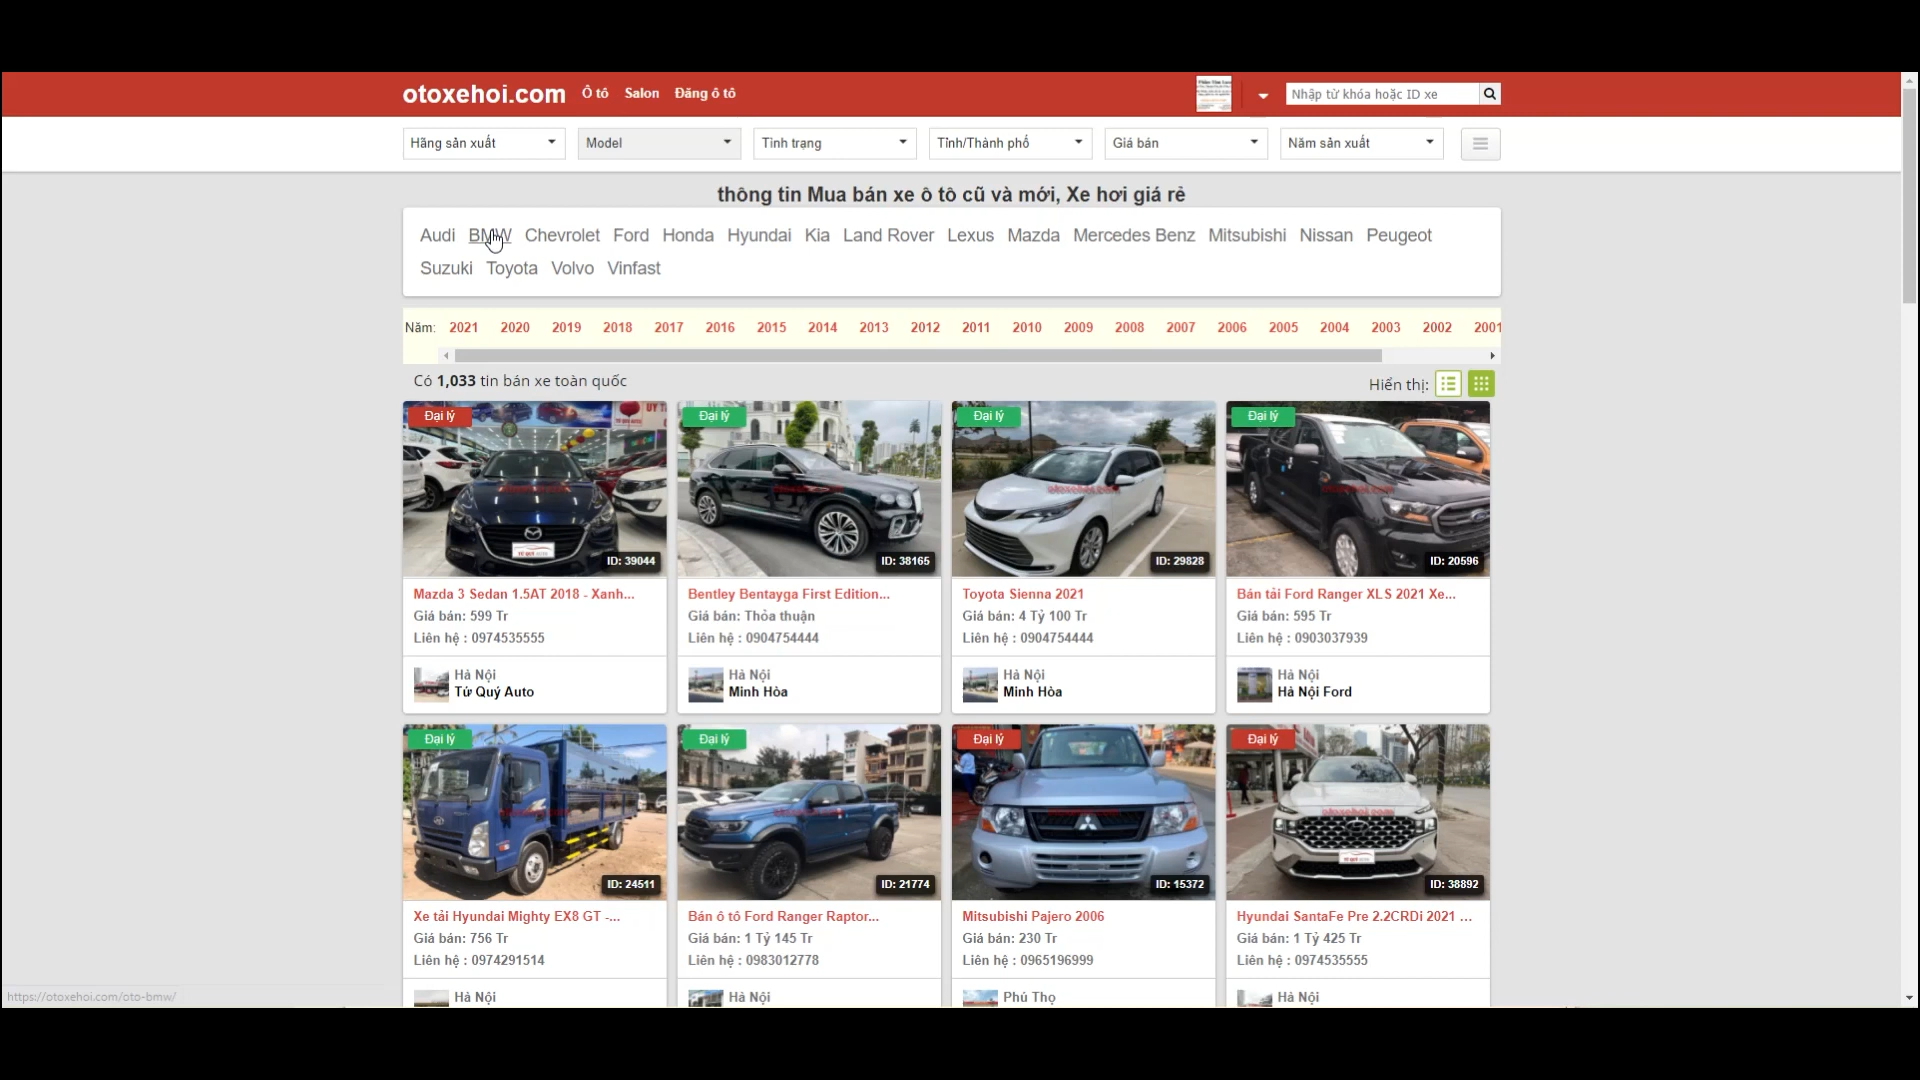 otoxehoi.com Ô tô Salon Đăng ô tô Nhập từ khóa hoặc ID xe
Hãng sản xuất Model Tình trạng Tỉnh/Thành phố Giá bán Năm sản xuất
thông tin Mua bán xe ô tô cũ và mới, Xe hơi giá rẻ
Audi BMW Chevrolet Ford Honda Hyundai Kia Land Rover Lexus Mazda Mercedes Benz Mitsubishi Nissan Peugeot
Suzuki Toyota Volvo Vinfast
Năm: 2021 2020 2019 2018 2017 2016 2015 2014 2013 2012 2011 2010 2009 2008 2007 2006 2005 2004 2003 2002 2001
Có 1,033 tin bán xe toàn quốc
Hiển thị:
Đại lý
ID: 39044
Mazda 3 Sedan 1.5AT 2018 - Xanh...
Giá bán: 599 Tr
Liên hệ : 0974535555
Hà Nội
Tứ Quý Auto
Đại lý
ID: 38165
Bentley Bentayga First Edition...
Giá bán: Thỏa thuận
Liên hệ : 0904754444
Hà Nội
Minh Hòa
Đại lý
otoxehoi.com
ID: 29828
Toyota Sienna 2021
Giá bán: 4 Tỷ 100 Tr
Liên hệ : 0904754444
Hà Nội
Minh Hòa
Đại lý
ID: 20596
Bán tải Ford Ranger XLS 2021 Xe...
Giá bán: 595 Tr
Liên hệ : 0903037939
Hà Nội
Hà Nội Ford
Đại lý
ID: 24511
Xe tải Hyundai Mighty EX8 GT -...
Giá bán: 756 Tr
Liên hệ : 0974291514
Hà Nội
Đại lý
ID: 21774
Bán ô tô Ford Ranger Raptor...
Giá bán: 1 Tỷ 145 Tr
Liên hệ : 0983012778
Hà Nội
Đại lý
ID: 15372
Mitsubishi Pajero 2006
Giá bán: 230 Tr
Liên hệ : 0965196999
Phú Thọ
Đại lý
otoxehoi.com
ID: 38892
Hyundai SantaFe Pre 2.2CRDi 2021 ...
Giá bán: 1 Tỷ 425 Tr
Liên hệ : 0974535555
Hà Nội
https://otoxehoi.com/oto-bmw/